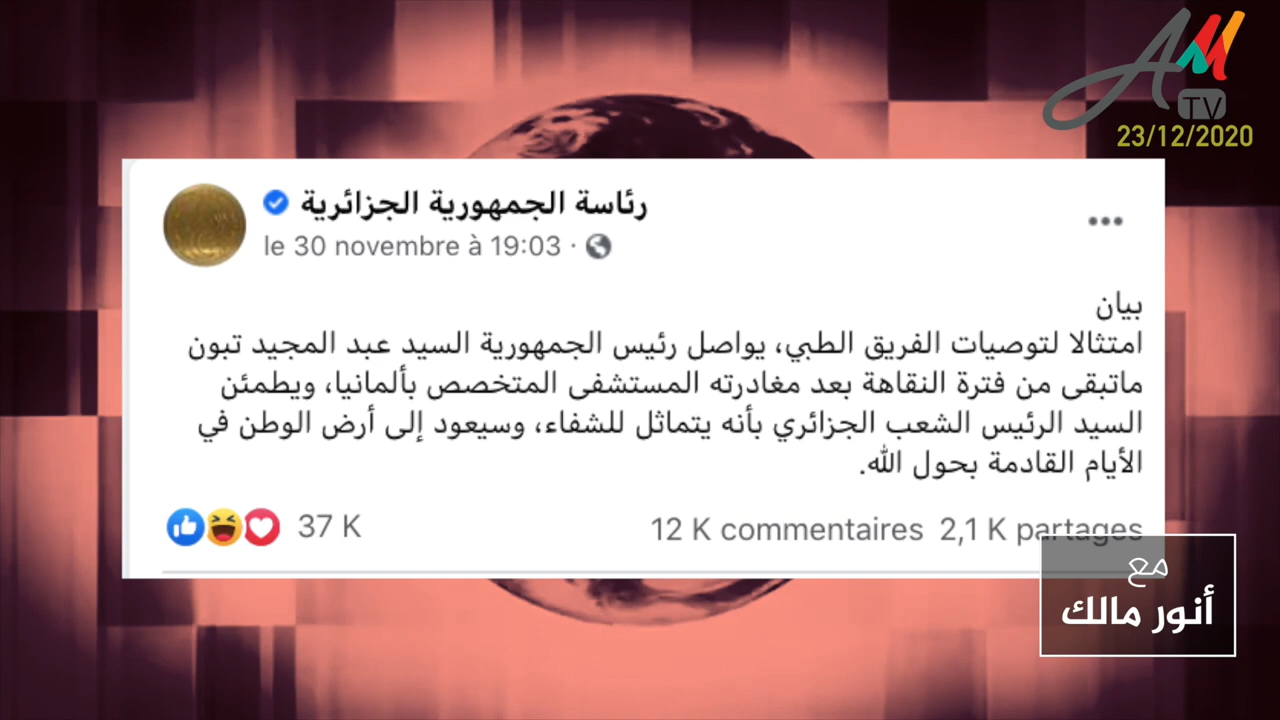 AM
TV
23/12/2020
رئاسة الجمهورية الجزائرية
le 30 novembre à 19:03 ·
بيان
امتثالا لتوصيات الفريق الطبي، يواصل رئيس الجمهورية السيد عبد المجيد تبون
ماتبقى من فترة النقاهة بعد مغادرته المستشفى المتخصص بألمانيا، ويطمئن
السيد الرئيس الشعب الجزائري بأنه يتماثل للشفاء، وسيعود إلى أرض الوطن في
الأيام القادمة بحول الله.
37 K
12 K commentaires 2,1 K partages
مع
أنور مالك